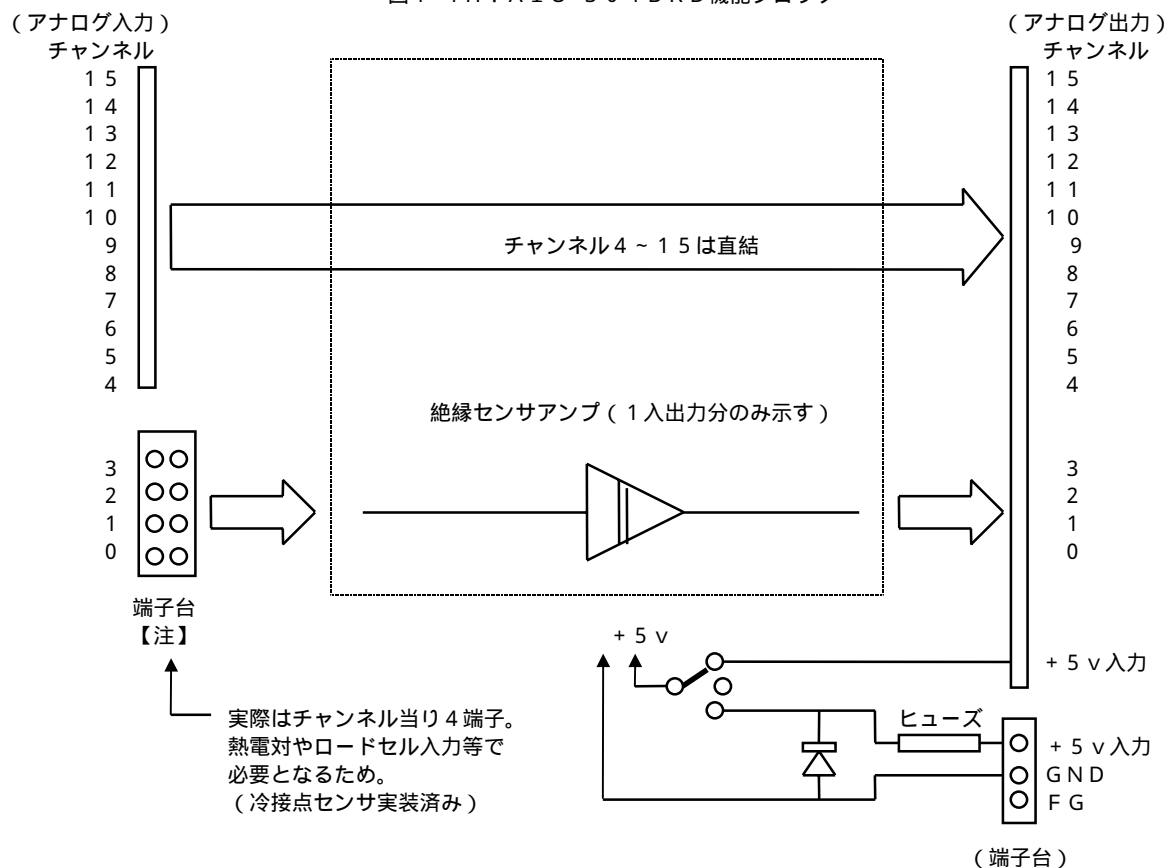 (アナログ入力)
チャンネル
15
14
13
12
11
10
9
8
7
6
5
4
3
2
1
0
端子台
【注】
実際はチャンネル当り4端子。
熱電対やロードセル入力等で
必要となるため。
(冷接点センサ実装済み)
チャンネル4~15は直結
絶縁センサアンプ(1入出力分のみ示す)
+5v
ヒューズ
(アナログ出力)
チャンネル
15
14
13
12
11
10
9
8
7
6
5
4
3
2
1
0
+5v入力
+5v入力
GND
FG
(端子台)